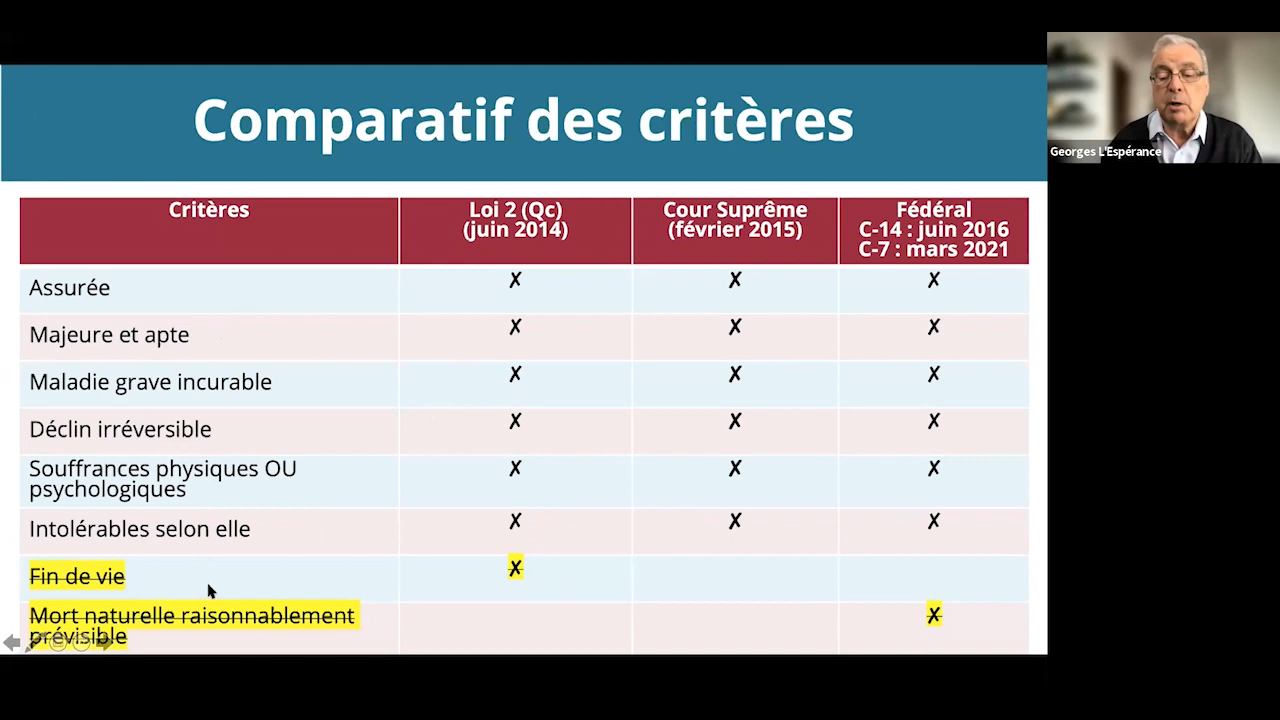 Comparatif des critères
Georges L'Espérance
Critères
Loi 2 (Qc)
(juin 2014)
Cour Suprême
(février 2015)
Fédéral
C-14 : juin 2016
C-7 : mars 2021
Assurée ✗ ✗ ✗
Majeure et apte ✗ ✗ ✗
Maladie grave incurable ✗ ✗ ✗
Déclin irréversible ✗ ✗ ✗
Souffrances physiques OU
psychologiques ✗ ✗ ✗
Intolérables selon elle ✗ ✗ ✗
Fin de vie ✗
Mort naturelle raisonnablement
prévisible ✗